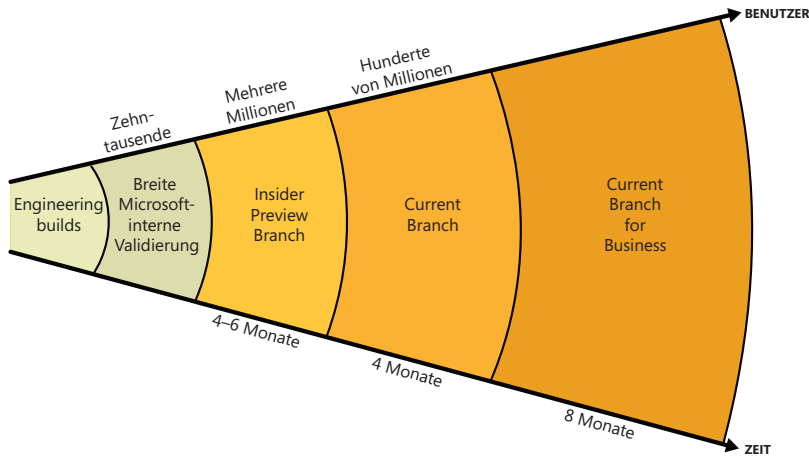 BENUTZER
Zehn-
tausende
Mehrere
Millionen
Hunderte
von Millionen
Engineering
builds
Breite
Microsoft-
interne
Validierung
Insider
Preview
Branch
Current
Branch
Current
Branch
for
Business
4–6 Monate
4 Monate
8 Monate
ZEIT